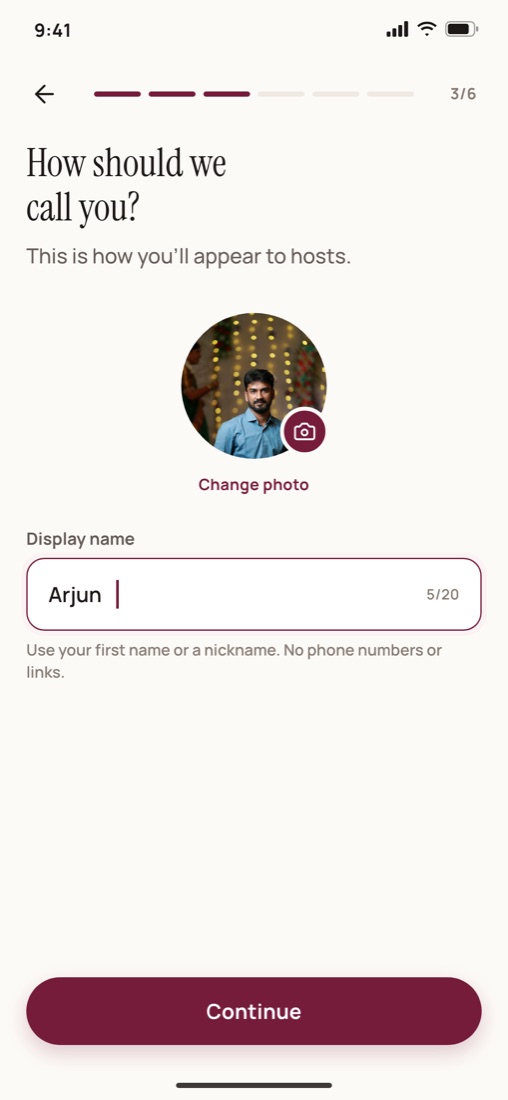 9:41
3/6
How should we
call you?
This is how you’ll appear to hosts.
Change photo
Display name
Arjun
5/20
Use your first name or a nickname. No phone numbers or
links.
Continue